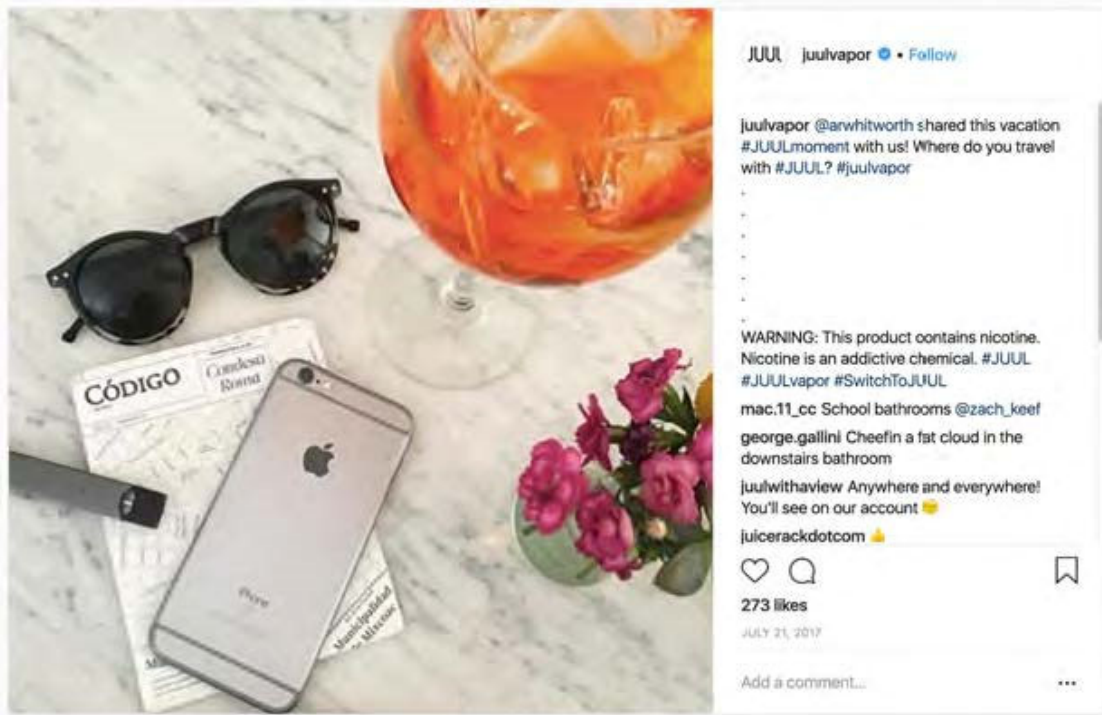 JUUL juulvapor • Follow
juulvapor @arwhitworth shared this vacation
#JUULmoment with us! Where do you travel
with #JUUL? #juulvapor
.
.
.
.
.
.
.
WARNING: This product contains nicotine.
Nicotine is an addictive chemical. #JUUL
#JUULvapor #SwitchToJUUL
mac.11_cc School bathrooms @zach_keef
george.gallini Cheefin a fat cloud in the
downstairs bathroom
juulwithaview Anywhere and everywhere!
You'll see on our account 😊
juicerackdotcom 👍
273 likes
JULY 21, 2017
Add a comment...
CÓDIGO
Condesa
Roma
iPhone
Municipalidad
de Mixcoac